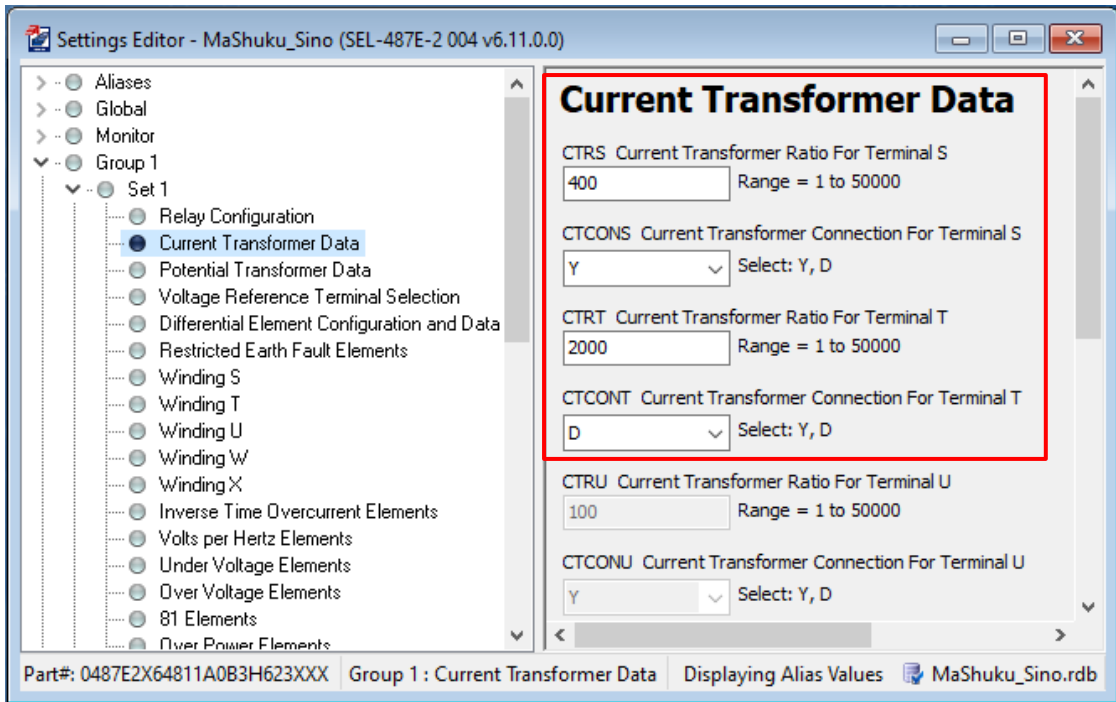 Settings Editor - MaShuku_Sino (SEL-487E-2 004 v6.11.0.0)
Aliases
Global
Monitor
Group 1
Set 1
Relay Configuration
Current Transformer Data
Potential Transformer Data
Voltage Reference Terminal Selection
Differential Element Configuration and Data
Restricted Earth Fault Elements
Winding S
Winding T
Winding U
Winding W
Winding X
Inverse Time Overcurrent Elements
Volts per Hertz Elements
Under Voltage Elements
Over Voltage Elements
81 Elements
Over Power Elements
Current Transformer Data
CTRS Current Transformer Ratio For Terminal S
400 Range = 1 to 50000
CTCONS Current Transformer Connection For Terminal S
Y Select: Y, D
CTRT Current Transformer Ratio For Terminal T
2000 Range = 1 to 50000
CTCONT Current Transformer Connection For Terminal T
D Select: Y, D
CTRU Current Transformer Ratio For Terminal U
100 Range = 1 to 50000
CTCONU Current Transformer Connection For Terminal U
Y Select: Y, D
Part#: 0487E2X64811A0B3H623XXX Group 1 : Current Transformer Data Displaying Alias Values MaShuku_Sino.rdb